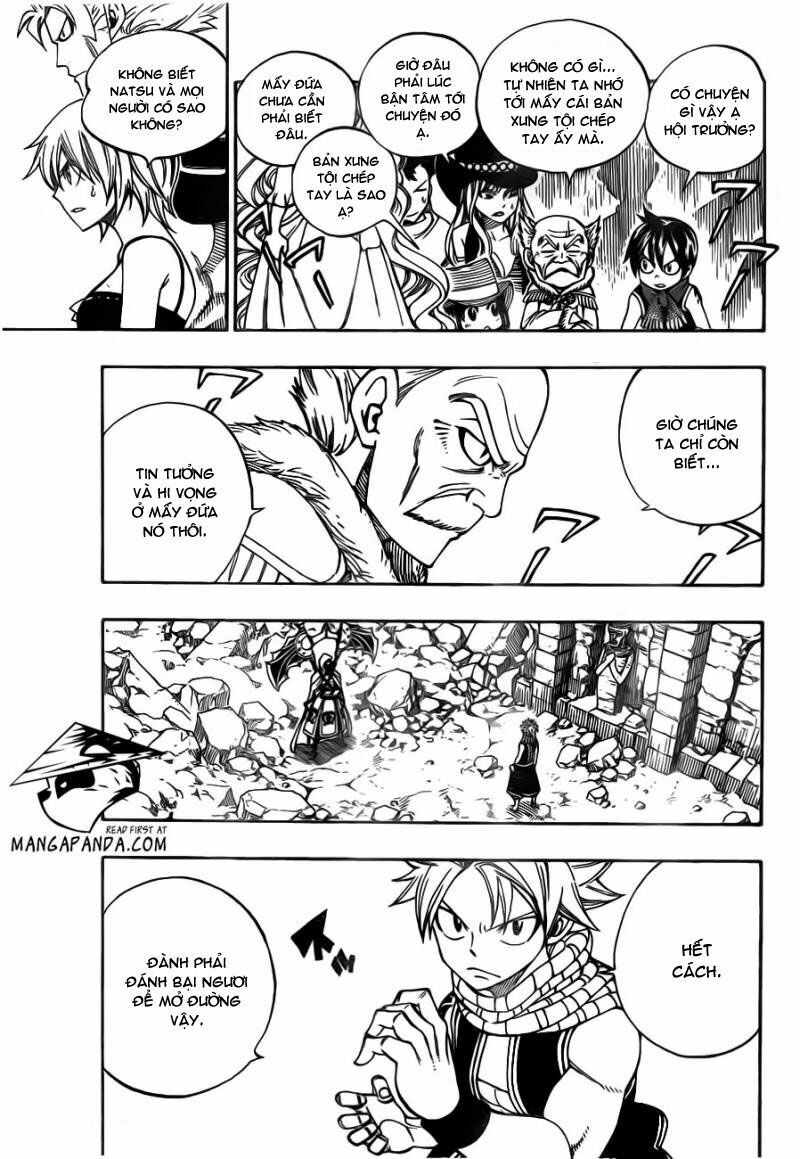 CÓ CHUYỆN
GÌ VẬY Ạ
HỘI TRƯỞNG?
KHÔNG CÓ GÌ...
TỰ NHIÊN TA NHỚ
TỚI MẤY CÁI BẢN
XƯNG TỘI CHÉP
TAY ẤY MÀ.
GIỜ ĐÂU
PHẢI LÚC
BẬN TÂM TỚI
CHUYỆN ĐÓ
Ạ.
BẢN XƯNG
TỘI CHÉP
TAY LÀ SAO
Ạ?
MẤY ĐỨA
CHƯA CẦN
PHẢI BIẾT
ĐÂU.
KHÔNG BIẾT
NATSU VÀ MỌI
NGƯỜI CÓ SAO
KHÔNG?
GIỜ CHÚNG
TA CHỈ CÒN
BIẾT...
TIN TƯỞNG
VÀ HI VỌNG
Ở MẤY ĐỨA
NÓ THÔI.
READ FIRST AT
MANGAPANDA.COM
HẾT
CÁCH.
ĐÀNH PHẢI
ĐÁNH BẠI NGƯƠI
ĐỂ MỞ ĐƯỜNG
VẬY.